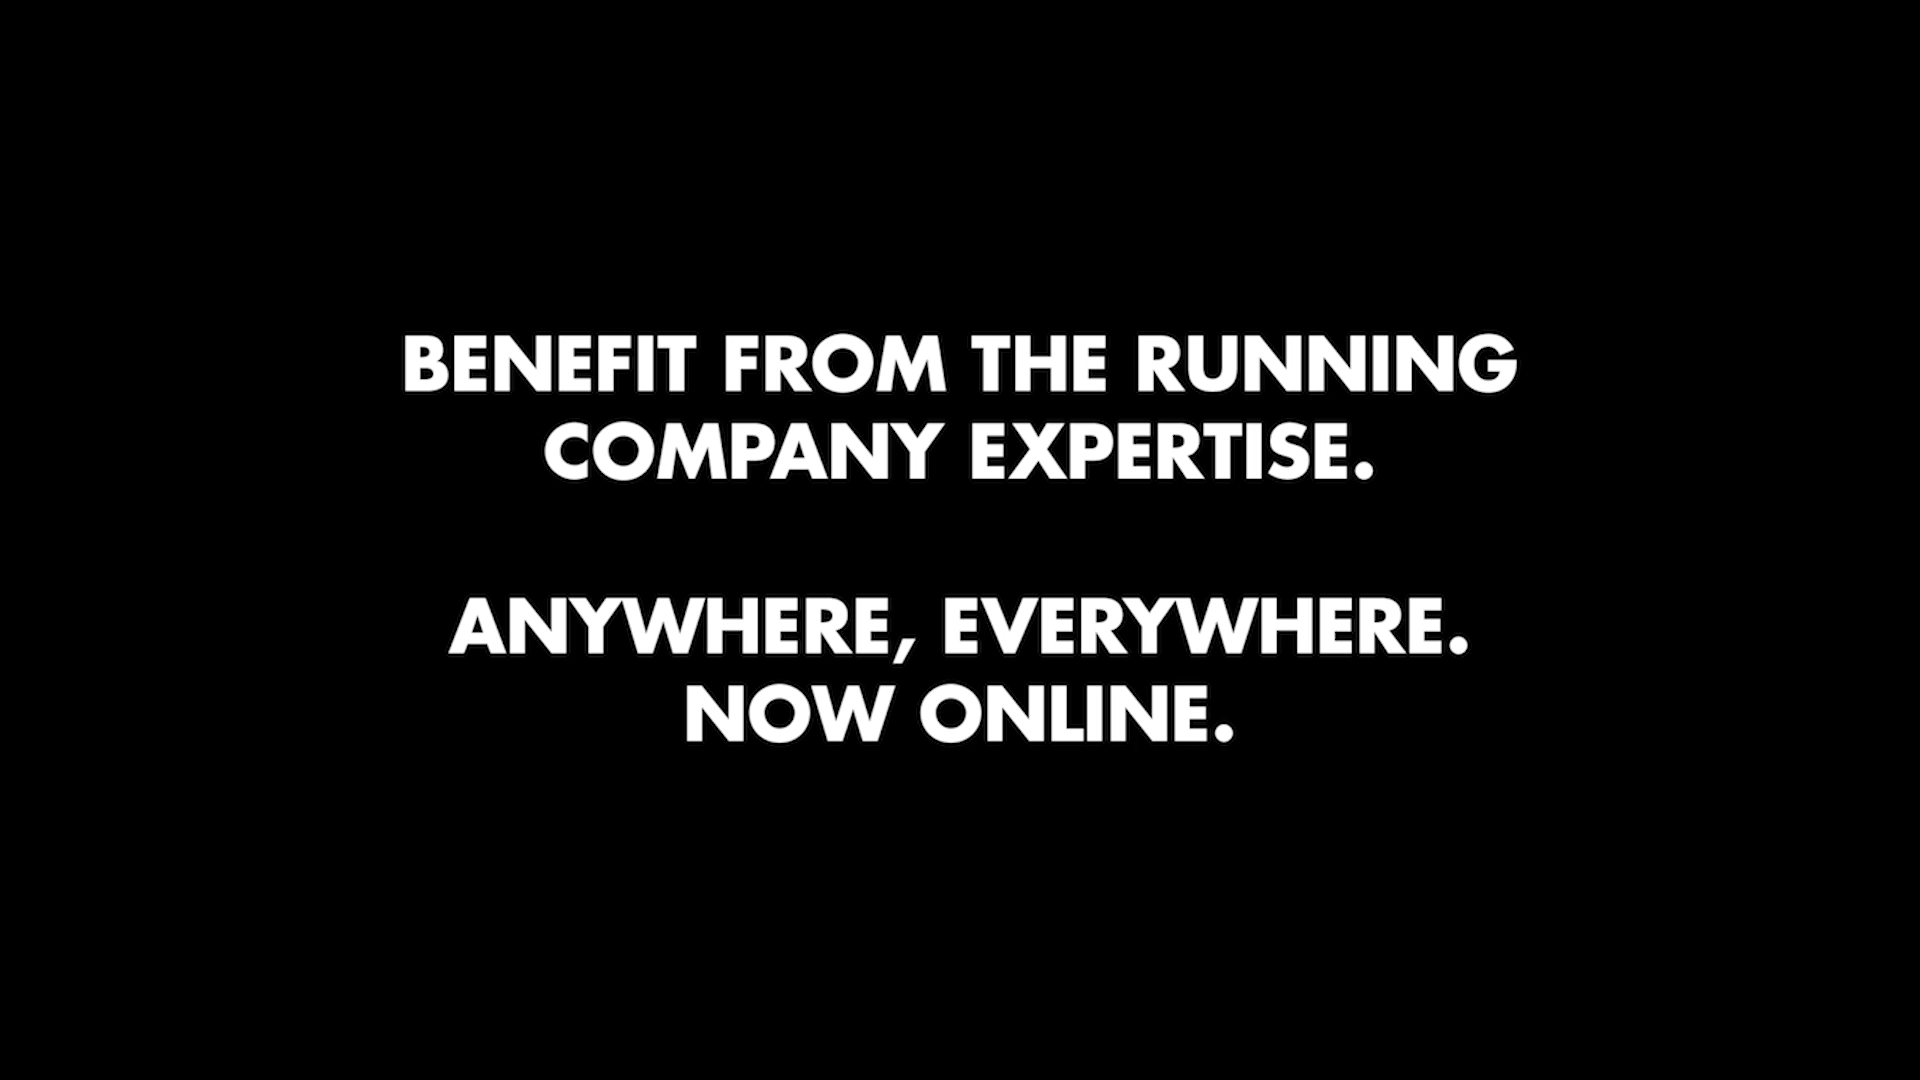 BENEFIT FROM THE RUNNING
COMPANY EXPERTISE.
ANYWHERE, EVERYWHERE.
NOW ONLINE.